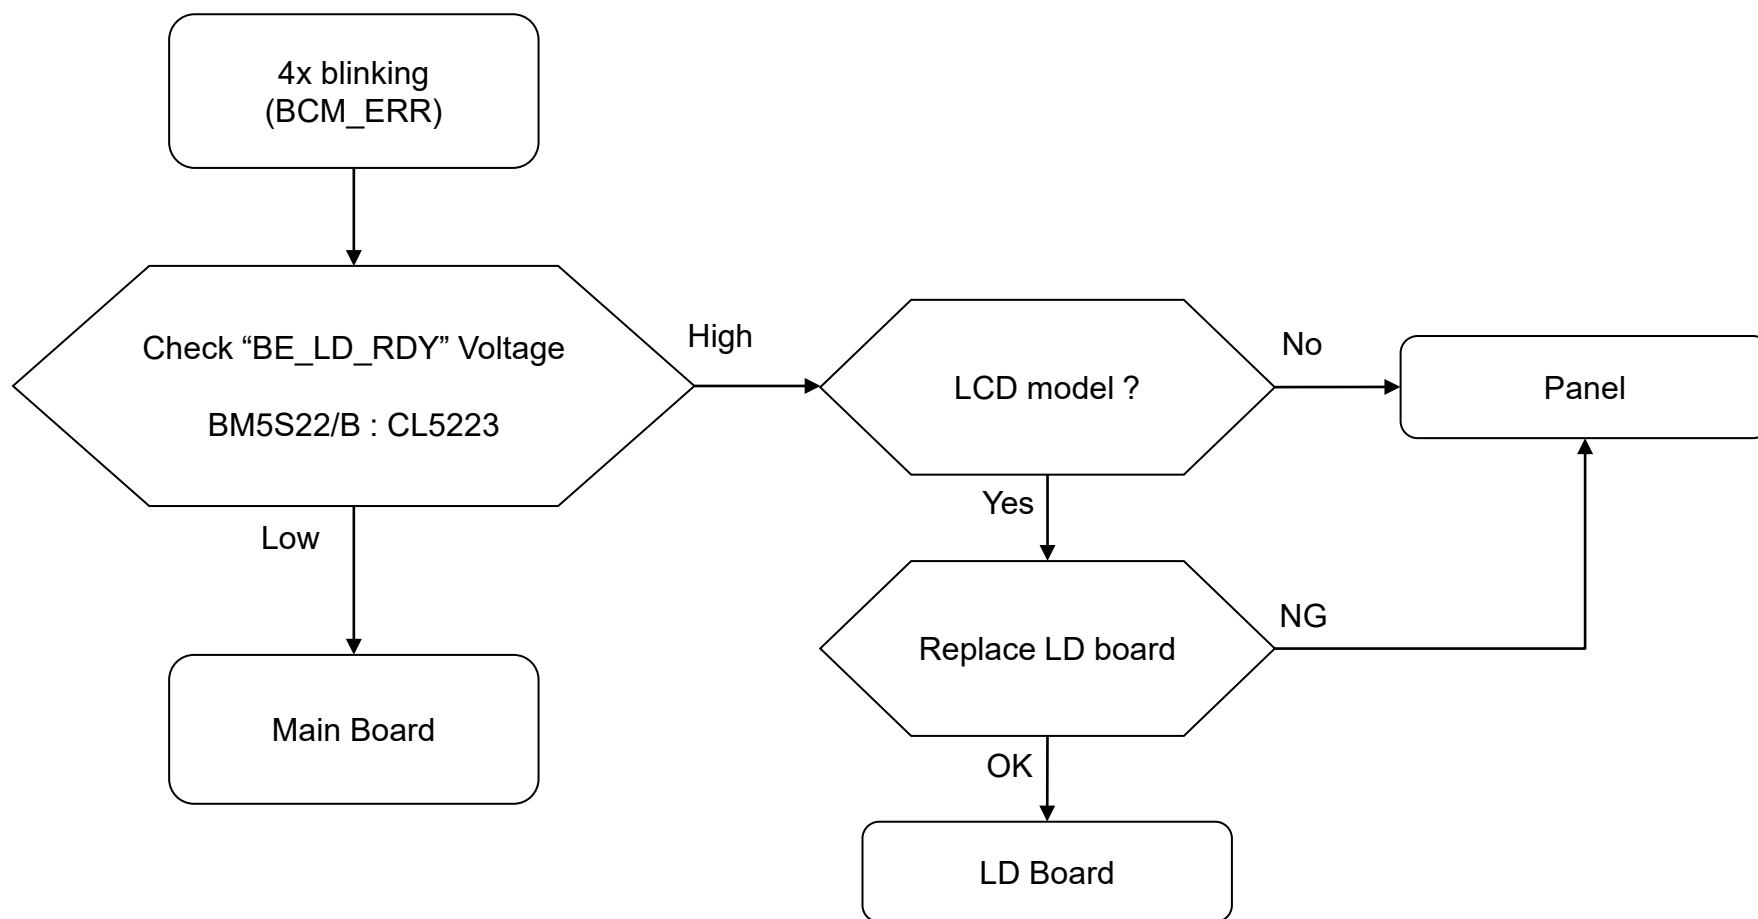 4x blinking
(BCM_ERR)
Check “BE_LD_RDY” Voltage
BM5S22/B : CL5223
High
LCD model ?
No
Panel
Low
Yes
Main Board
Replace LD board
NG
OK
LD Board